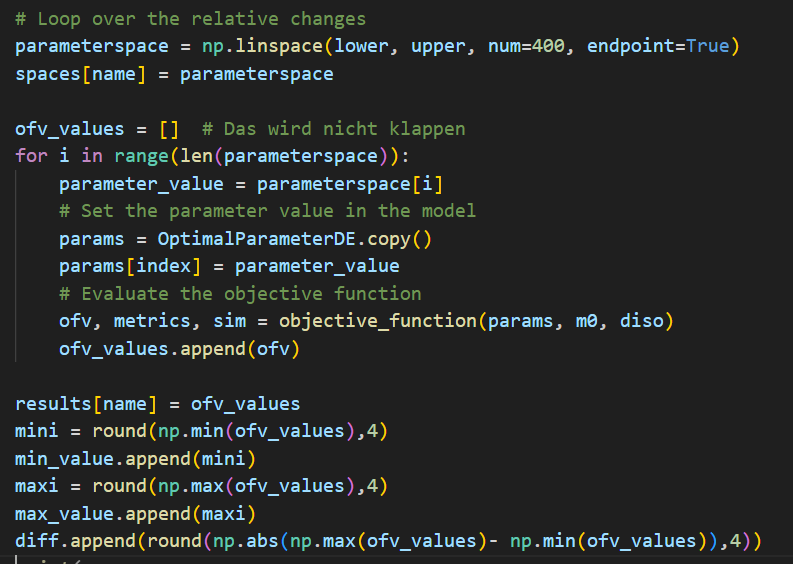 # Loop over the relative changes
parameterspace = np.linspace(lower, upper, num=400, endpoint=True)
spaces[name] = parameterspace
ofv_values = []  # Das wird nicht klappen
for i in range(len(parameterspace)):
    parameter_value = parameterspace[i]
    # Set the parameter value in the model
    params = OptimalParameterDE.copy()
    params[index] = parameter_value
    # Evaluate the objective function
    ofv, metrics, sim = objective_function(params, m0, diso)
    ofv_values.append(ofv)
results[name] = ofv_values
mini = round(np.min(ofv_values),4)
min_value.append(mini)
maxi = round(np.max(ofv_values),4)
max_value.append(maxi)
diff.append(round(np.abs(np.max(ofv_values)- np.min(ofv_values)),4))